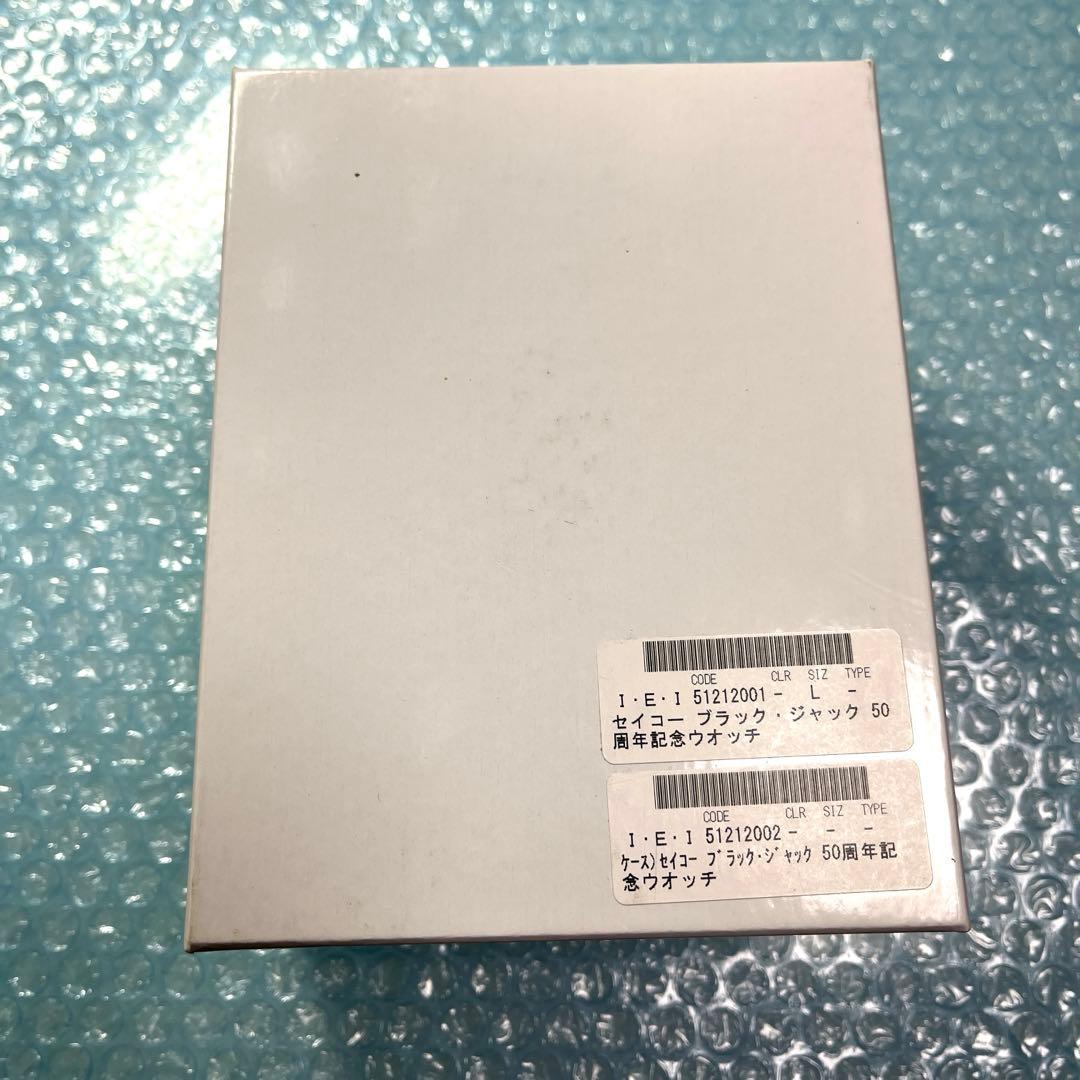 CODE CLR SIZ TYPE
I・E・I 51212001 - L -
セイコー ブラック・ジャック 50
周年記念ウオッチ
CODE CLR SIZ TYPE
I・E・I 51212002 - - -
ケース)セイコー ブラック・ジャック 50周年記
念ウオッチ